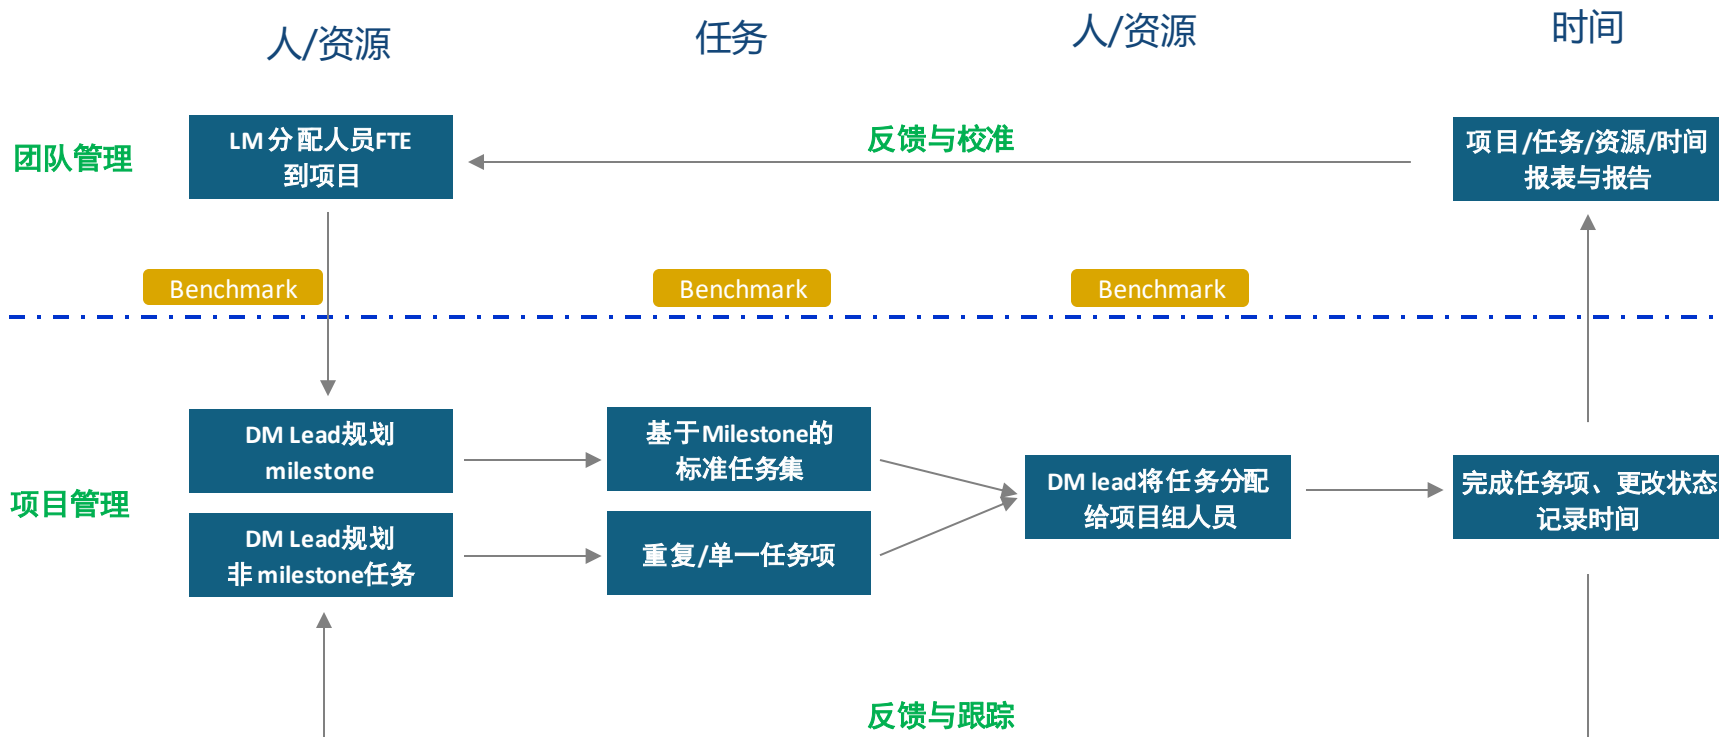 人/资源
任务
人/资源
时间
团队管理
LM 分配人员FTE
到项目
反馈与校准
项目/任务/资源/时间
报表与报告
Benchmark
Benchmark
Benchmark
项目管理
DM Lead规划
milestone
基于Milestone的
标准任务集
DM lead将任务分配
给项目组人员
完成任务项、更改状态
记录时间
DM Lead规划
非 milestone任务
重复/单一任务项
反馈与跟踪